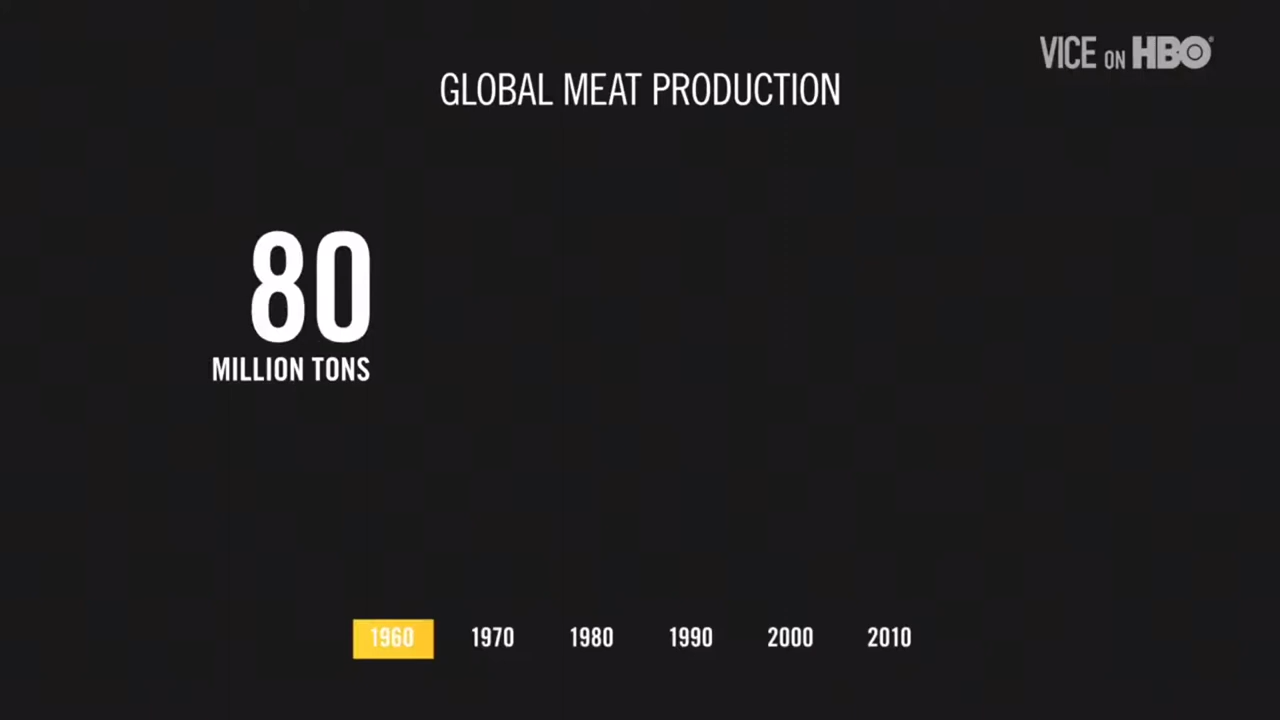 VICE ON HBO®
GLOBAL MEAT PRODUCTION
80
MILLION TONS
1960 1970 1980 1990 2000 2010